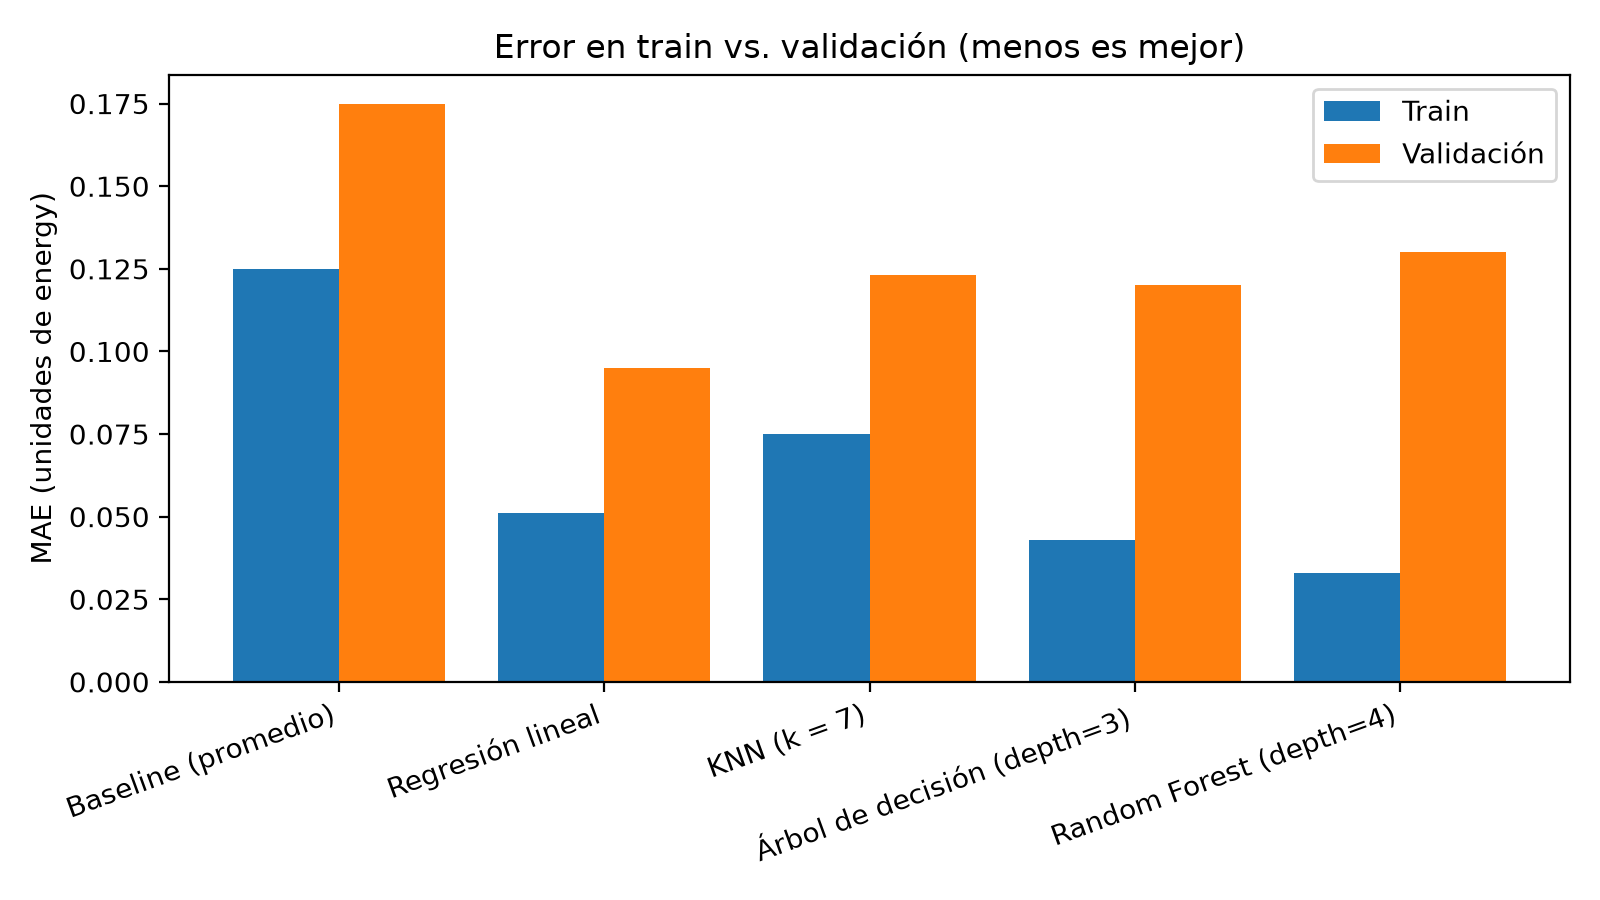 Error en train vs. validación (menos es mejor)
Train
Validación
MAE (unidades de energy)
0.175
0.150
0.125
0.100
0.075
0.050
0.025
0.000
Baseline (promedio)
Regresión lineal
KNN (k = 7)
Árbol de decisión (depth=3)
Random Forest (depth=4)